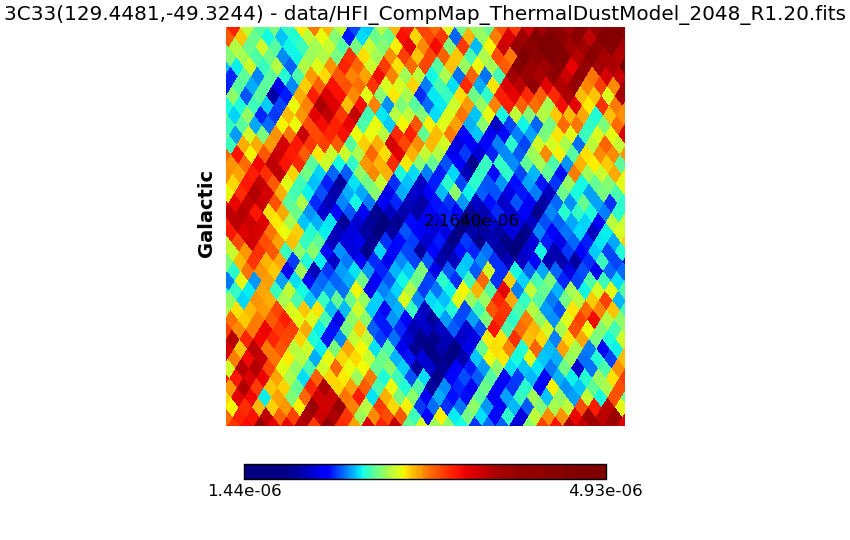 3C33(129.4481,-49.3244) - data/HFI_CompMap_ThermalDustModel_2048_R1.20.fits
Galactic
2.1640e-06
1.44e-06
4.93e-06